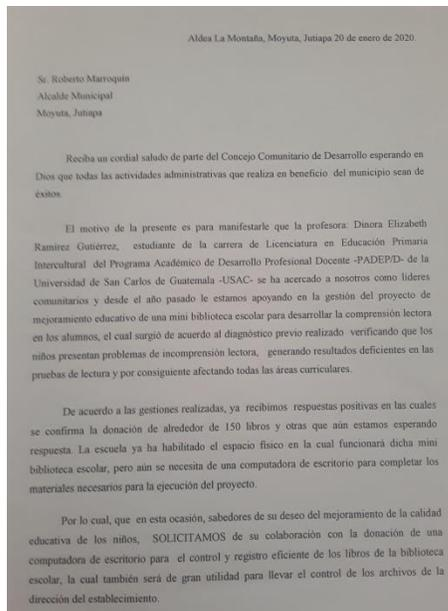 Aldea La Montaña, Moyuta, Jutiapa 20 de enero de 2020.
Sr. Roberto Marroquín
Alcalde Municipal
Moyuta, Jutiapa
Reciba un cordial saludo de parte del Concejo Comunitario de Desarrollo esperando en
Dios que todas las actividades administrativas que realiza en beneficio del municipio sean de
éxitos.
El motivo de la presente es para manifestarle que la profesora: Dinora Elizabeth
Ramírez Gutiérrez, estudiante de la carrera de Licenciatura en Educación Primaria
Intercultural del Programa Académico de Desarrollo Profesional Docente -PADEP/D- de la
Universidad de San Carlos de Guatemala -USAC- se ha acercado a nosotros como líderes
comunitarios y desde el año pasado le estamos apoyando en la gestión del proyecto de
mejoramiento educativo de una mini biblioteca escolar para desarrollar la comprensión lectora
en los alumnos, el cual surgió de acuerdo al diagnóstico previo realizado verificando que los
niños presentan problemas de incomprensión lectora, generando resultados deficientes en las
pruebas de lectura y por consiguiente afectando todas las áreas curriculares.
De acuerdo a las gestiones realizadas, ya recibimos respuestas positivas en las cuales
se confirma la donación de alrededor de 150 libros y otras que aún estamos esperando
respuesta. La escuela ya ha habilitado el espacio físico en la cual funcionará dicha mini
biblioteca escolar, pero aún se necesita de una computadora de escritorio para completar los
materiales necesarios para la ejecución del proyecto.
Por lo cual, que en esta ocasión, sabedores de su deseo del mejoramiento de la calidad
educativa de los niños, SOLICITAMOS de su colaboración con la donación de una
computadora de escritorio para el control y registro eficiente de los libros de la biblioteca
escolar, la cual también será de gran utilidad para llevar el control de los archivos de la
dirección del establecimiento.